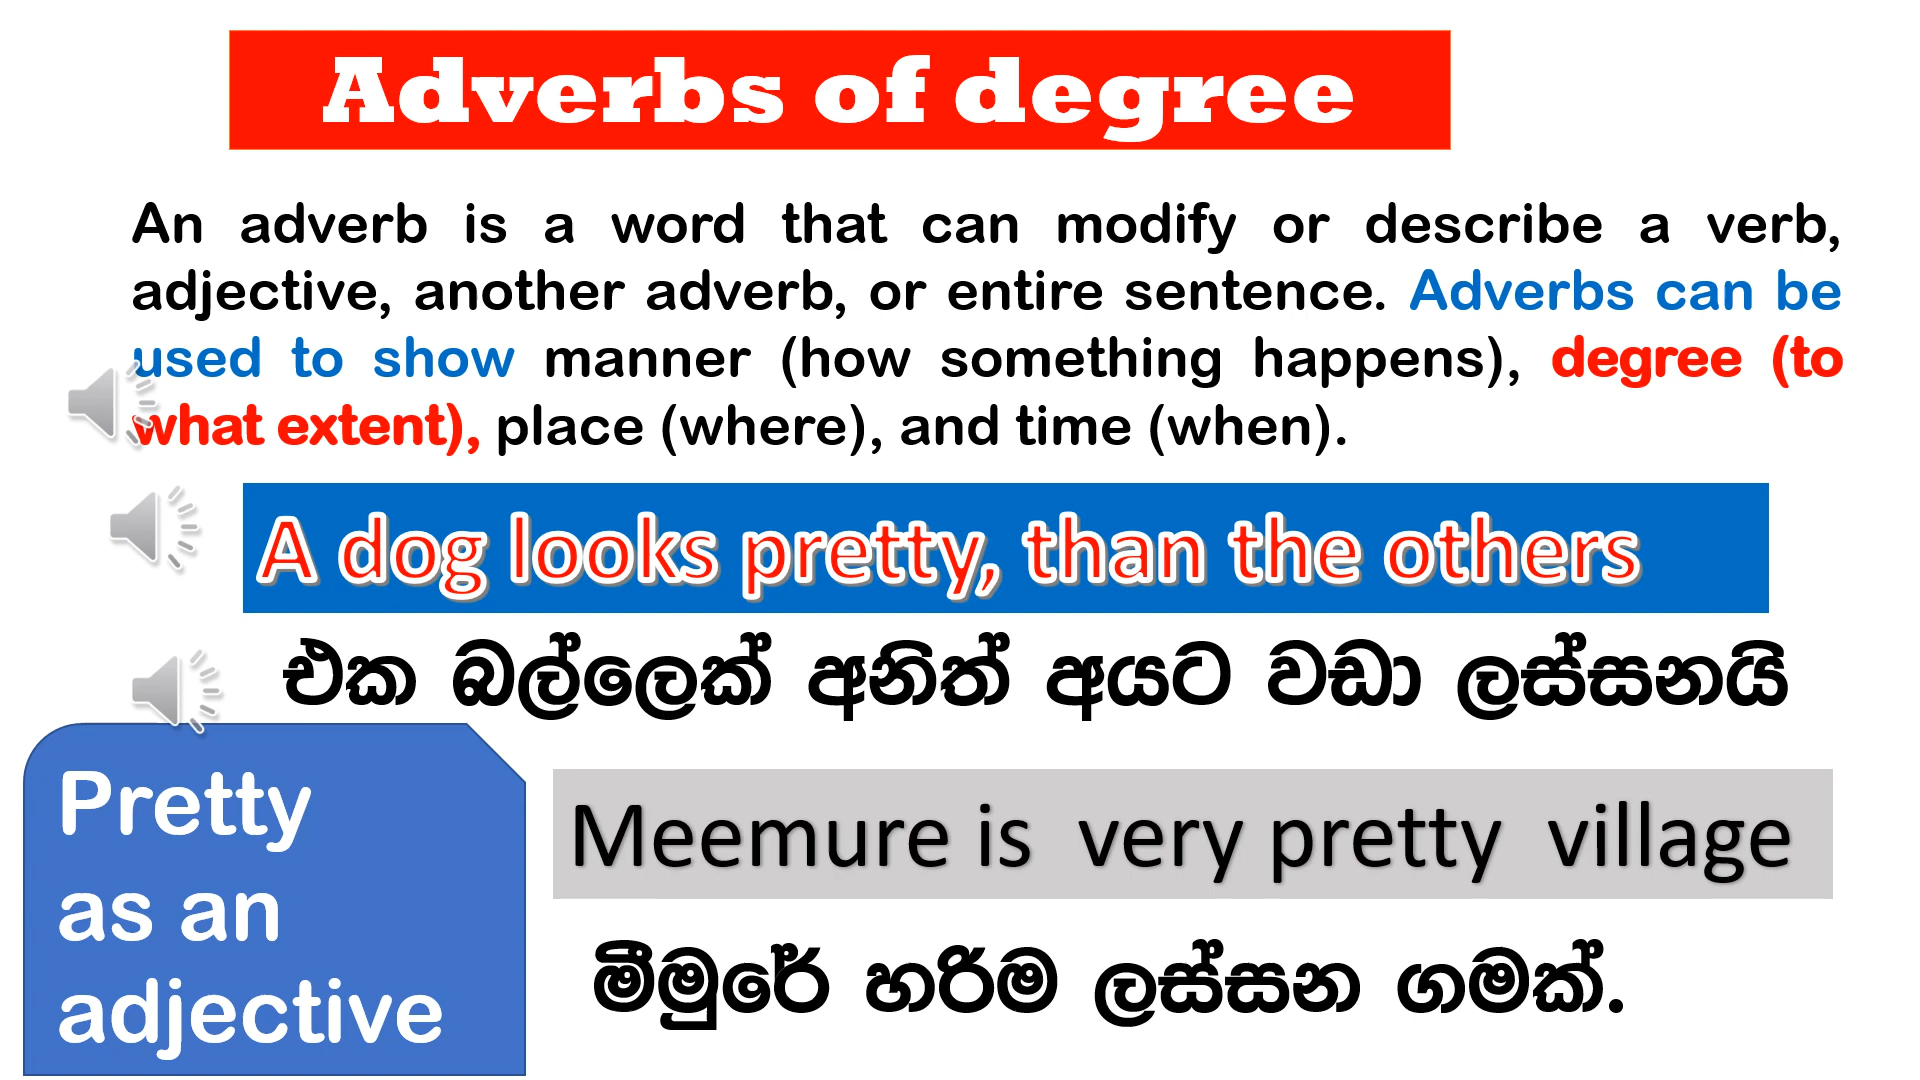 Adverbs of degree
An adverb is a word that can modify or describe a verb,
adjective, another adverb, or entire sentence. Adverbs can be
used to show manner (how something happens), degree (to
what extent), place (where), and time (when).
A dog looks pretty, than the others
එක බල්ලෙක් අනිත් අයට වඩා ලස්සනයි
Pretty
as an
adjective
Meemure is very pretty village
මීමුරේ හරිම ලස්සන ගමක්.